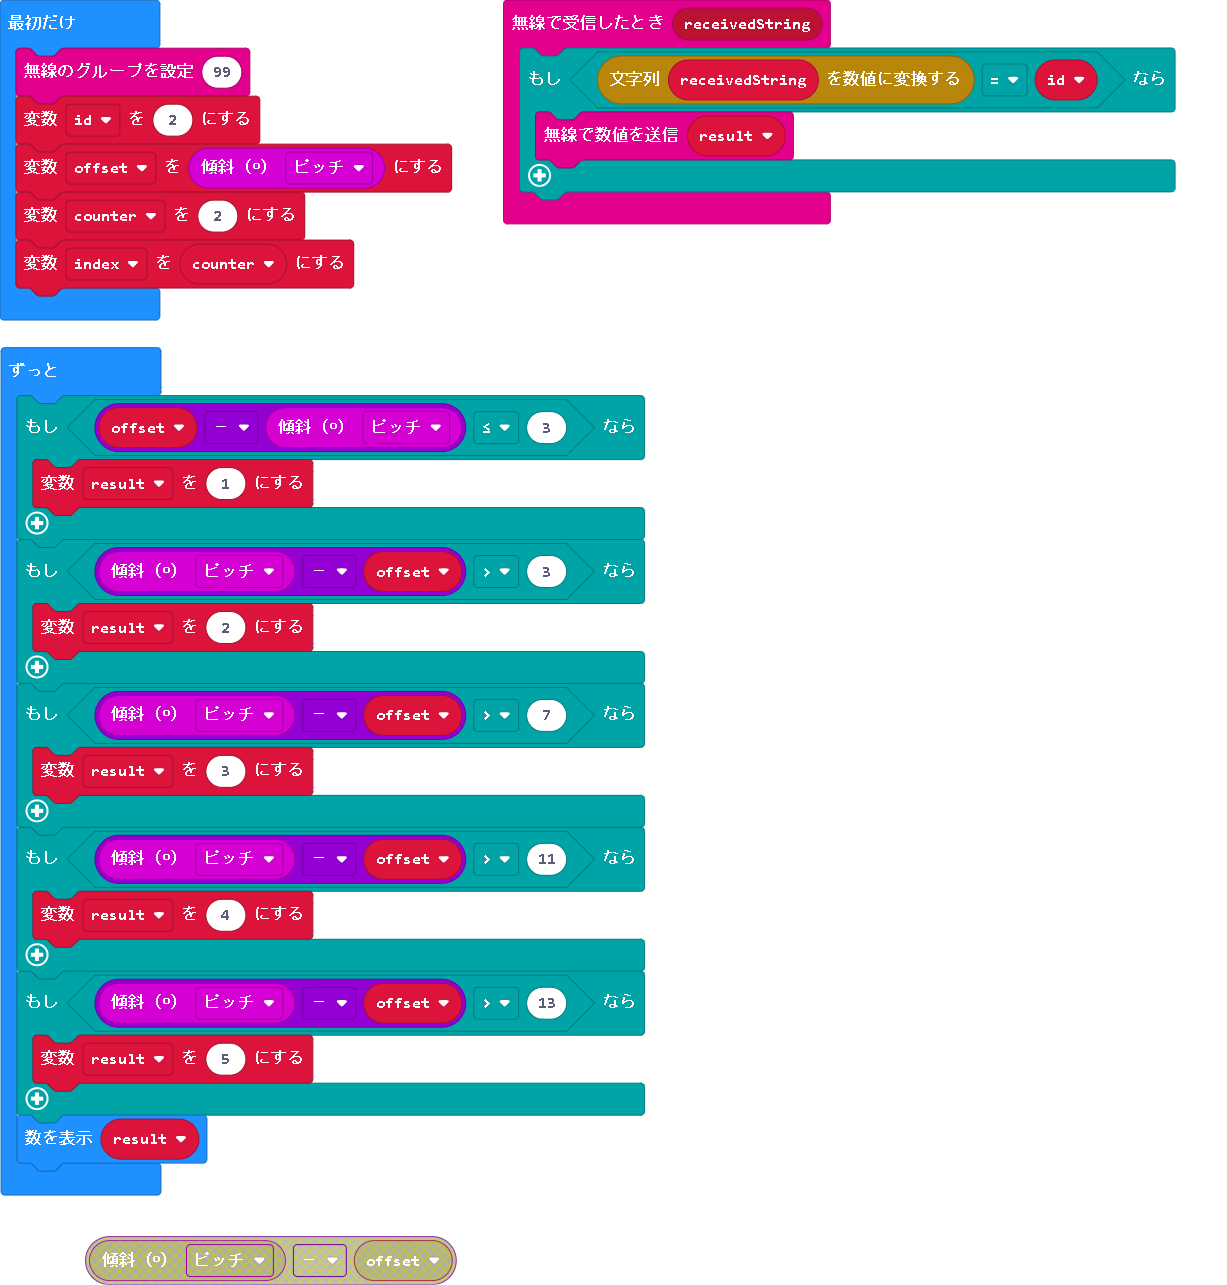 最初だけ
無線のグループを設定 99
変数 id を 2 にする
変数 offset を 傾斜 (°) ピッチ にする
変数 counter を 2 にする
変数 index を counter にする
無線で受信したとき receivedString
もし 文字列 receivedString を数値に変換する = id なら
無線で数値を送信 result
ずっと
もし offset - 傾斜 (°) ピッチ ≤ 3 なら
変数 result を 1 にする
もし 傾斜 (°) ピッチ - offset > 3 なら
変数 result を 2 にする
もし 傾斜 (°) ピッチ - offset > 7 なら
変数 result を 3 にする
もし 傾斜 (°) ピッチ - offset > 11 なら
変数 result を 4 にする
もし 傾斜 (°) ピッチ - offset > 13 なら
変数 result を 5 にする
数を表示 result
傾斜 (°) ピッチ - offset